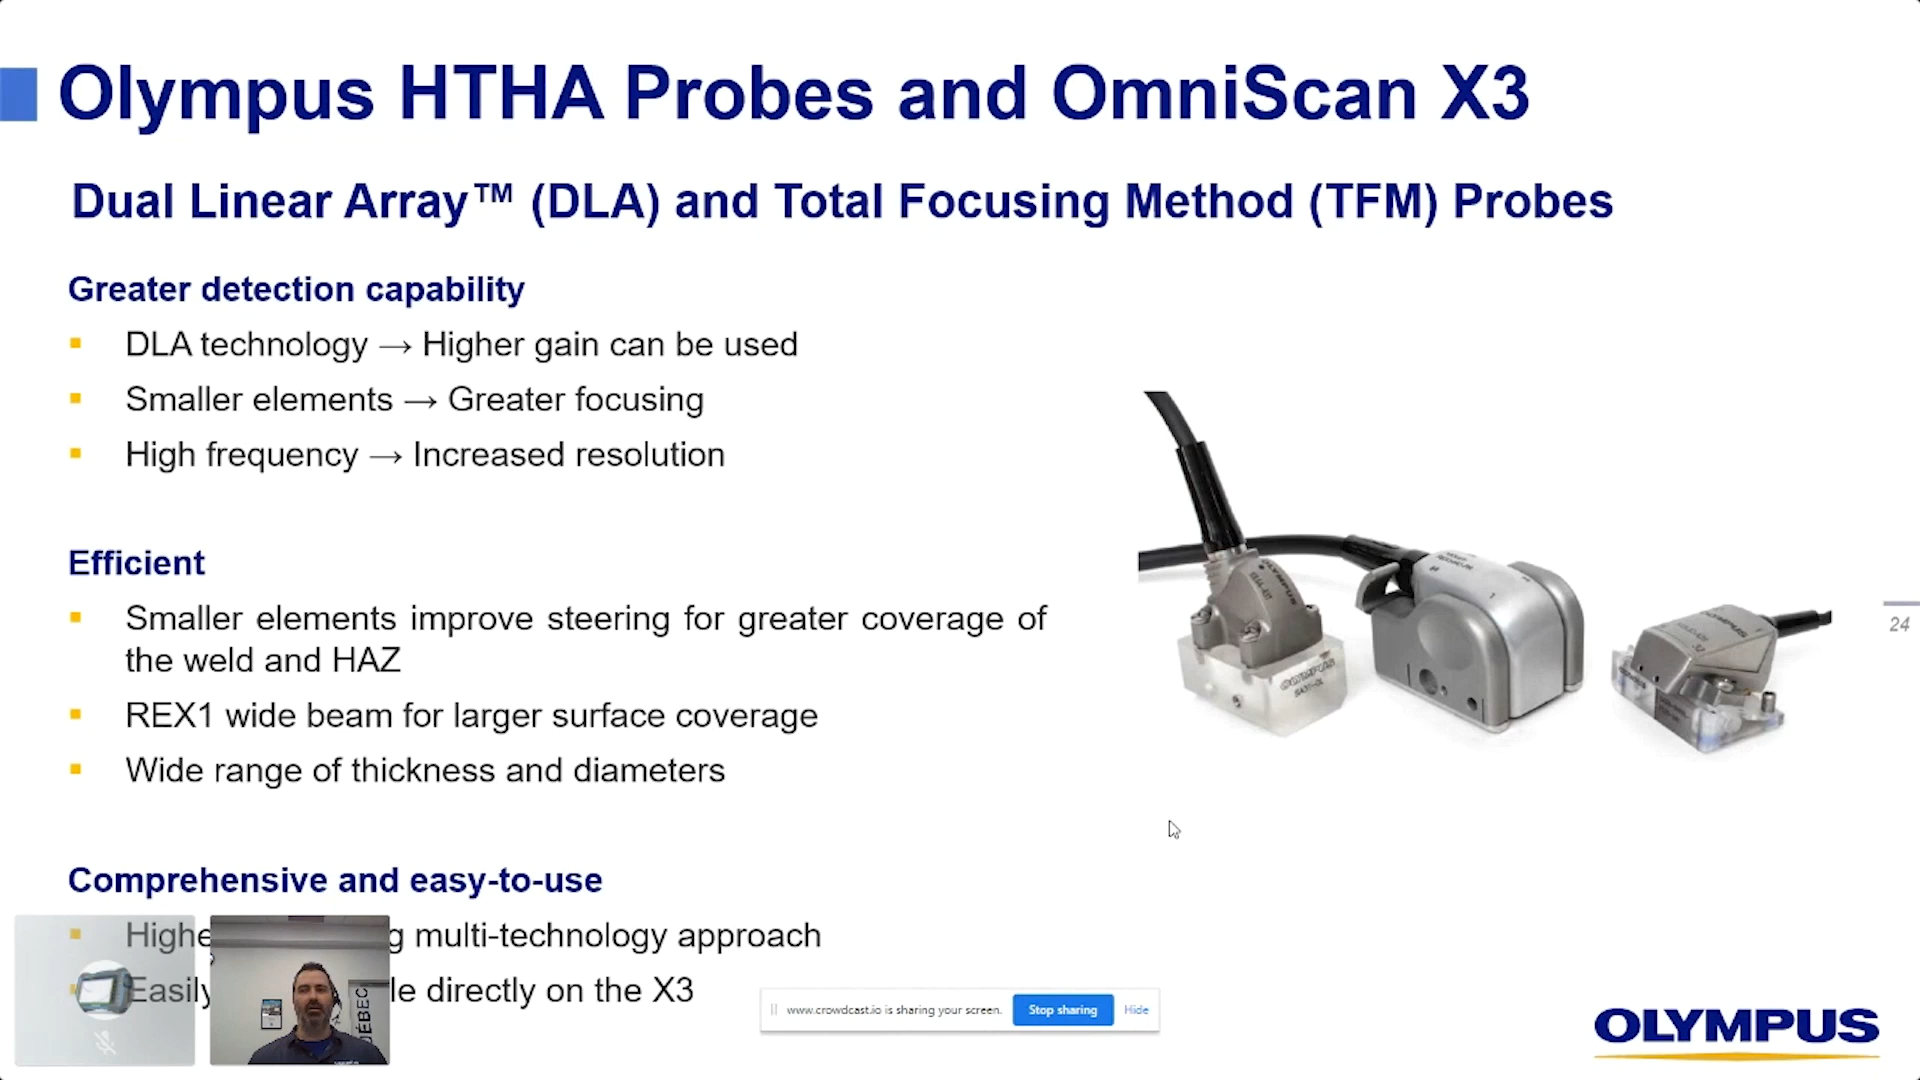 Olympus HTHA Probes and OmniScan X3
Dual Linear Array™ (DLA) and Total Focusing Method (TFM) Probes
Greater detection capability
▪ DLA technology → Higher gain can be used
▪ Smaller elements → Greater focusing
▪ High frequency → Increased resolution
Efficient
▪ Smaller elements improve steering for greater coverage of
the weld and HAZ
▪ REX1 wide beam for larger surface coverage
▪ Wide range of thickness and diameters
OLYMPUS
OLYMPUS
OLYMPUS
32
24
Comprehensive and easy-to-use
▪ multi-technology approach
▪ Easily directly on the X3
www.crowdcast.io is sharing your screen.
Stop sharing
Hide
OLYMPUS